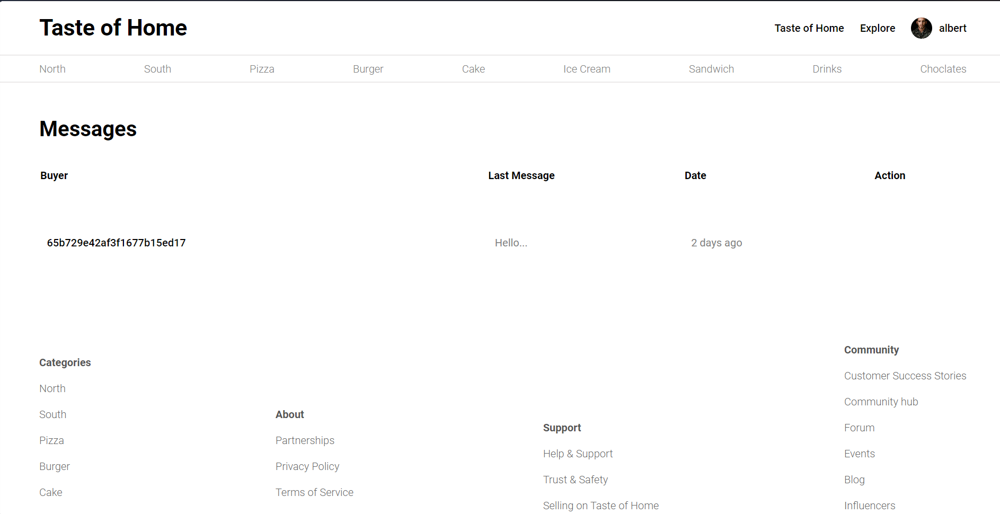 Taste of Home
Taste of Home Explore albert
North South Pizza Burger Cake Ice Cream Sandwich Drinks Choclates
Messages
Buyer Last Message Date Action
65b729e42af3f1677b15ed17 Hello... 2 days ago
Categories
North
South
Pizza
Burger
Cake
About
Partnerships
Privacy Policy
Terms of Service
Support
Help & Support
Trust & Safety
Selling on Taste of Home
Community
Customer Success Stories
Community hub
Forum
Events
Blog
Influencers